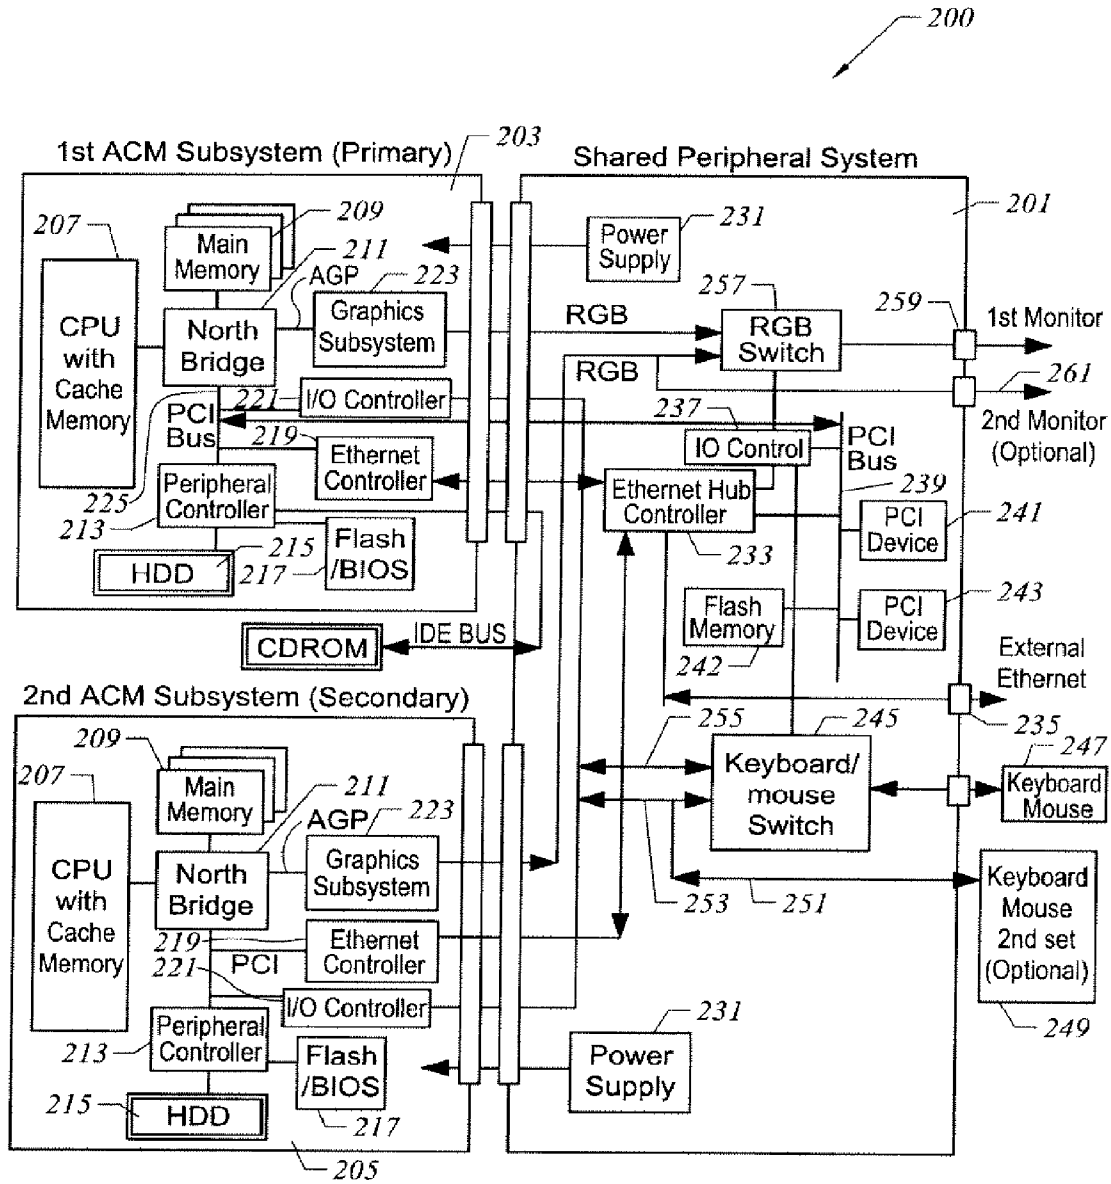 200
1st ACM Subsystem (Primary)
203
Shared Peripheral System
201
207
209
Main
Memory
211
AGP
223
CPU
with
Cache
Memory
North
Bridge
Graphics
Subsystem
225
221
I/O Controller
PCI
Bus
219
Ethernet
Controller
213
Peripheral
Controller
215
HDD
217
Flash
/BIOS
CDROM
IDE BUS
231
Power
Supply
257
RGB
RGB
RGB
Switch
259
1st Monitor
261
2nd Monitor
(Optional)
237
IO Control
PCI
Bus
239
Ethernet Hub
Controller
233
PCI
Device
241
Flash
Memory
242
PCI
Device
243
External
Ethernet
235
2nd ACM Subsystem (Secondary)
207
209
Main
Memory
211
AGP
223
CPU
with
Cache
Memory
North
Bridge
Graphics
Subsystem
219
PCI
Ethernet
Controller
221
I/O Controller
213
Peripheral
Controller
215
HDD
Flash
/BIOS
217
205
255
245
Keyboard/
mouse
Switch
247
Keyboard
Mouse
253
251
Keyboard
Mouse
2nd set
(Optional)
249
231
Power
Supply